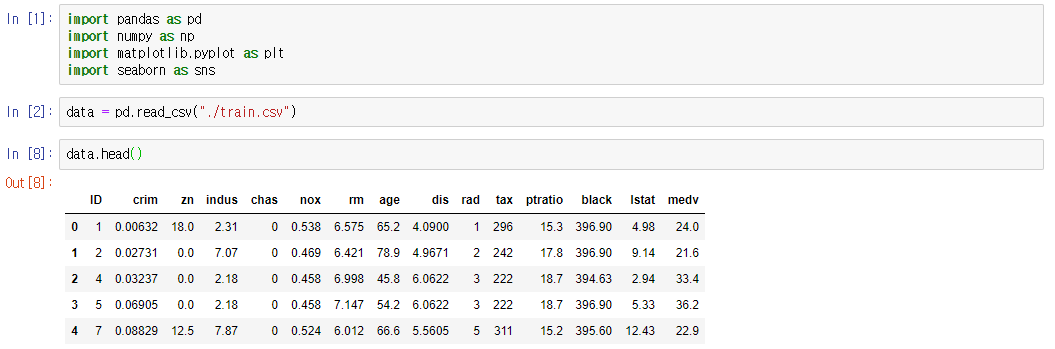 In [1]: import pandas as pd
import numpy as np
import matplotlib.pyplot as plt
import seaborn as sns
In [2]: data = pd.read_csv("./train.csv")
In [8]: data.head()
Out[8]:
ID crim zn indus chas nox rm age dis rad tax ptratio black lstat medv
0 1 0.00632 18.0 2.31 0 0.538 6.575 65.2 4.0900 1 296 15.3 396.90 4.98 24.0
1 2 0.02731 0.0 7.07 0 0.469 6.421 78.9 4.9671 2 242 17.8 396.90 9.14 21.6
2 4 0.03237 0.0 2.18 0 0.458 6.998 45.8 6.0622 3 222 18.7 394.63 2.94 33.4
3 5 0.06905 0.0 2.18 0 0.458 7.147 54.2 6.0622 3 222 18.7 396.90 5.33 36.2
4 7 0.08829 12.5 7.87 0 0.524 6.012 66.6 5.5605 5 311 15.2 395.60 12.43 22.9